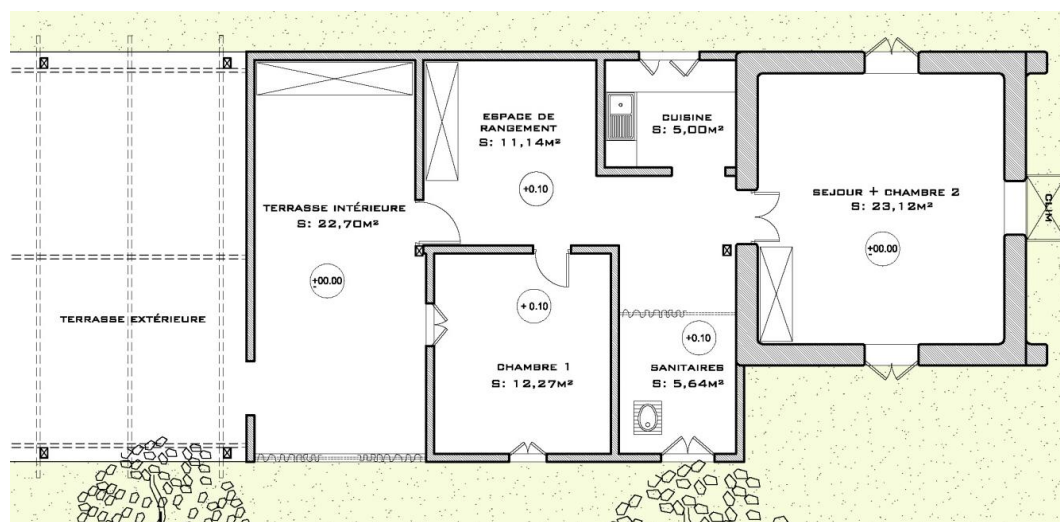 ESPACE DE
RANGEMENT
S: 11,14M²
CUISINE
S: 5,00M²
+0.10
SEJOUR + CHAMBRE 2
S: 23,12M²
CLIM
TERRASSE INTÉRIEURE
S: 22,70M²
±00.00
±00.00
TERRASSE EXTÉRIEURE
+ 0.10
+0.10
CHAMBRE 1
S: 12,27M²
SANITAIRES
S: 5,64M²